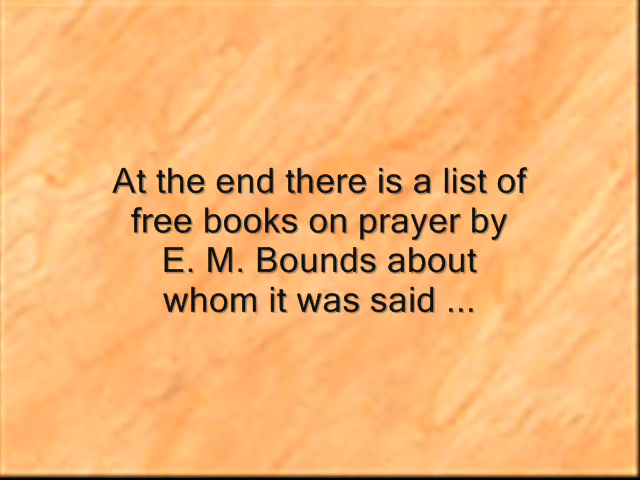 At the end there is a list of
free books on prayer by
E. M. Bounds about
whom it was said ...